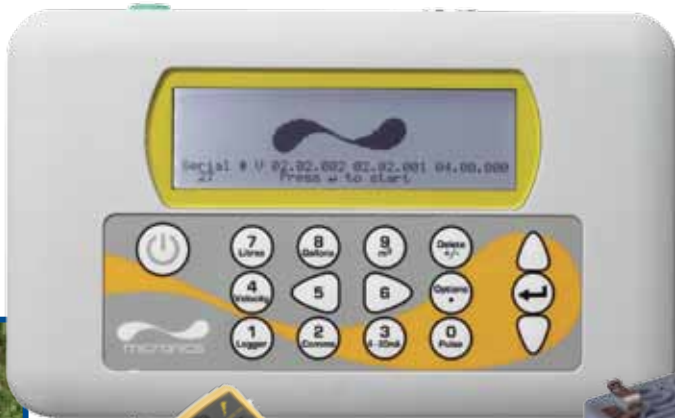 Serial # V 02.02.002 02.02.001 04.00.000
27 Press ↵ to start
7 Litres
8 Gallons
9 m³
Delete +/-
4 Velocity
5
6
Options •
1 Logger
2 Comms.
3 4-20mA
0 Pulse
micronics